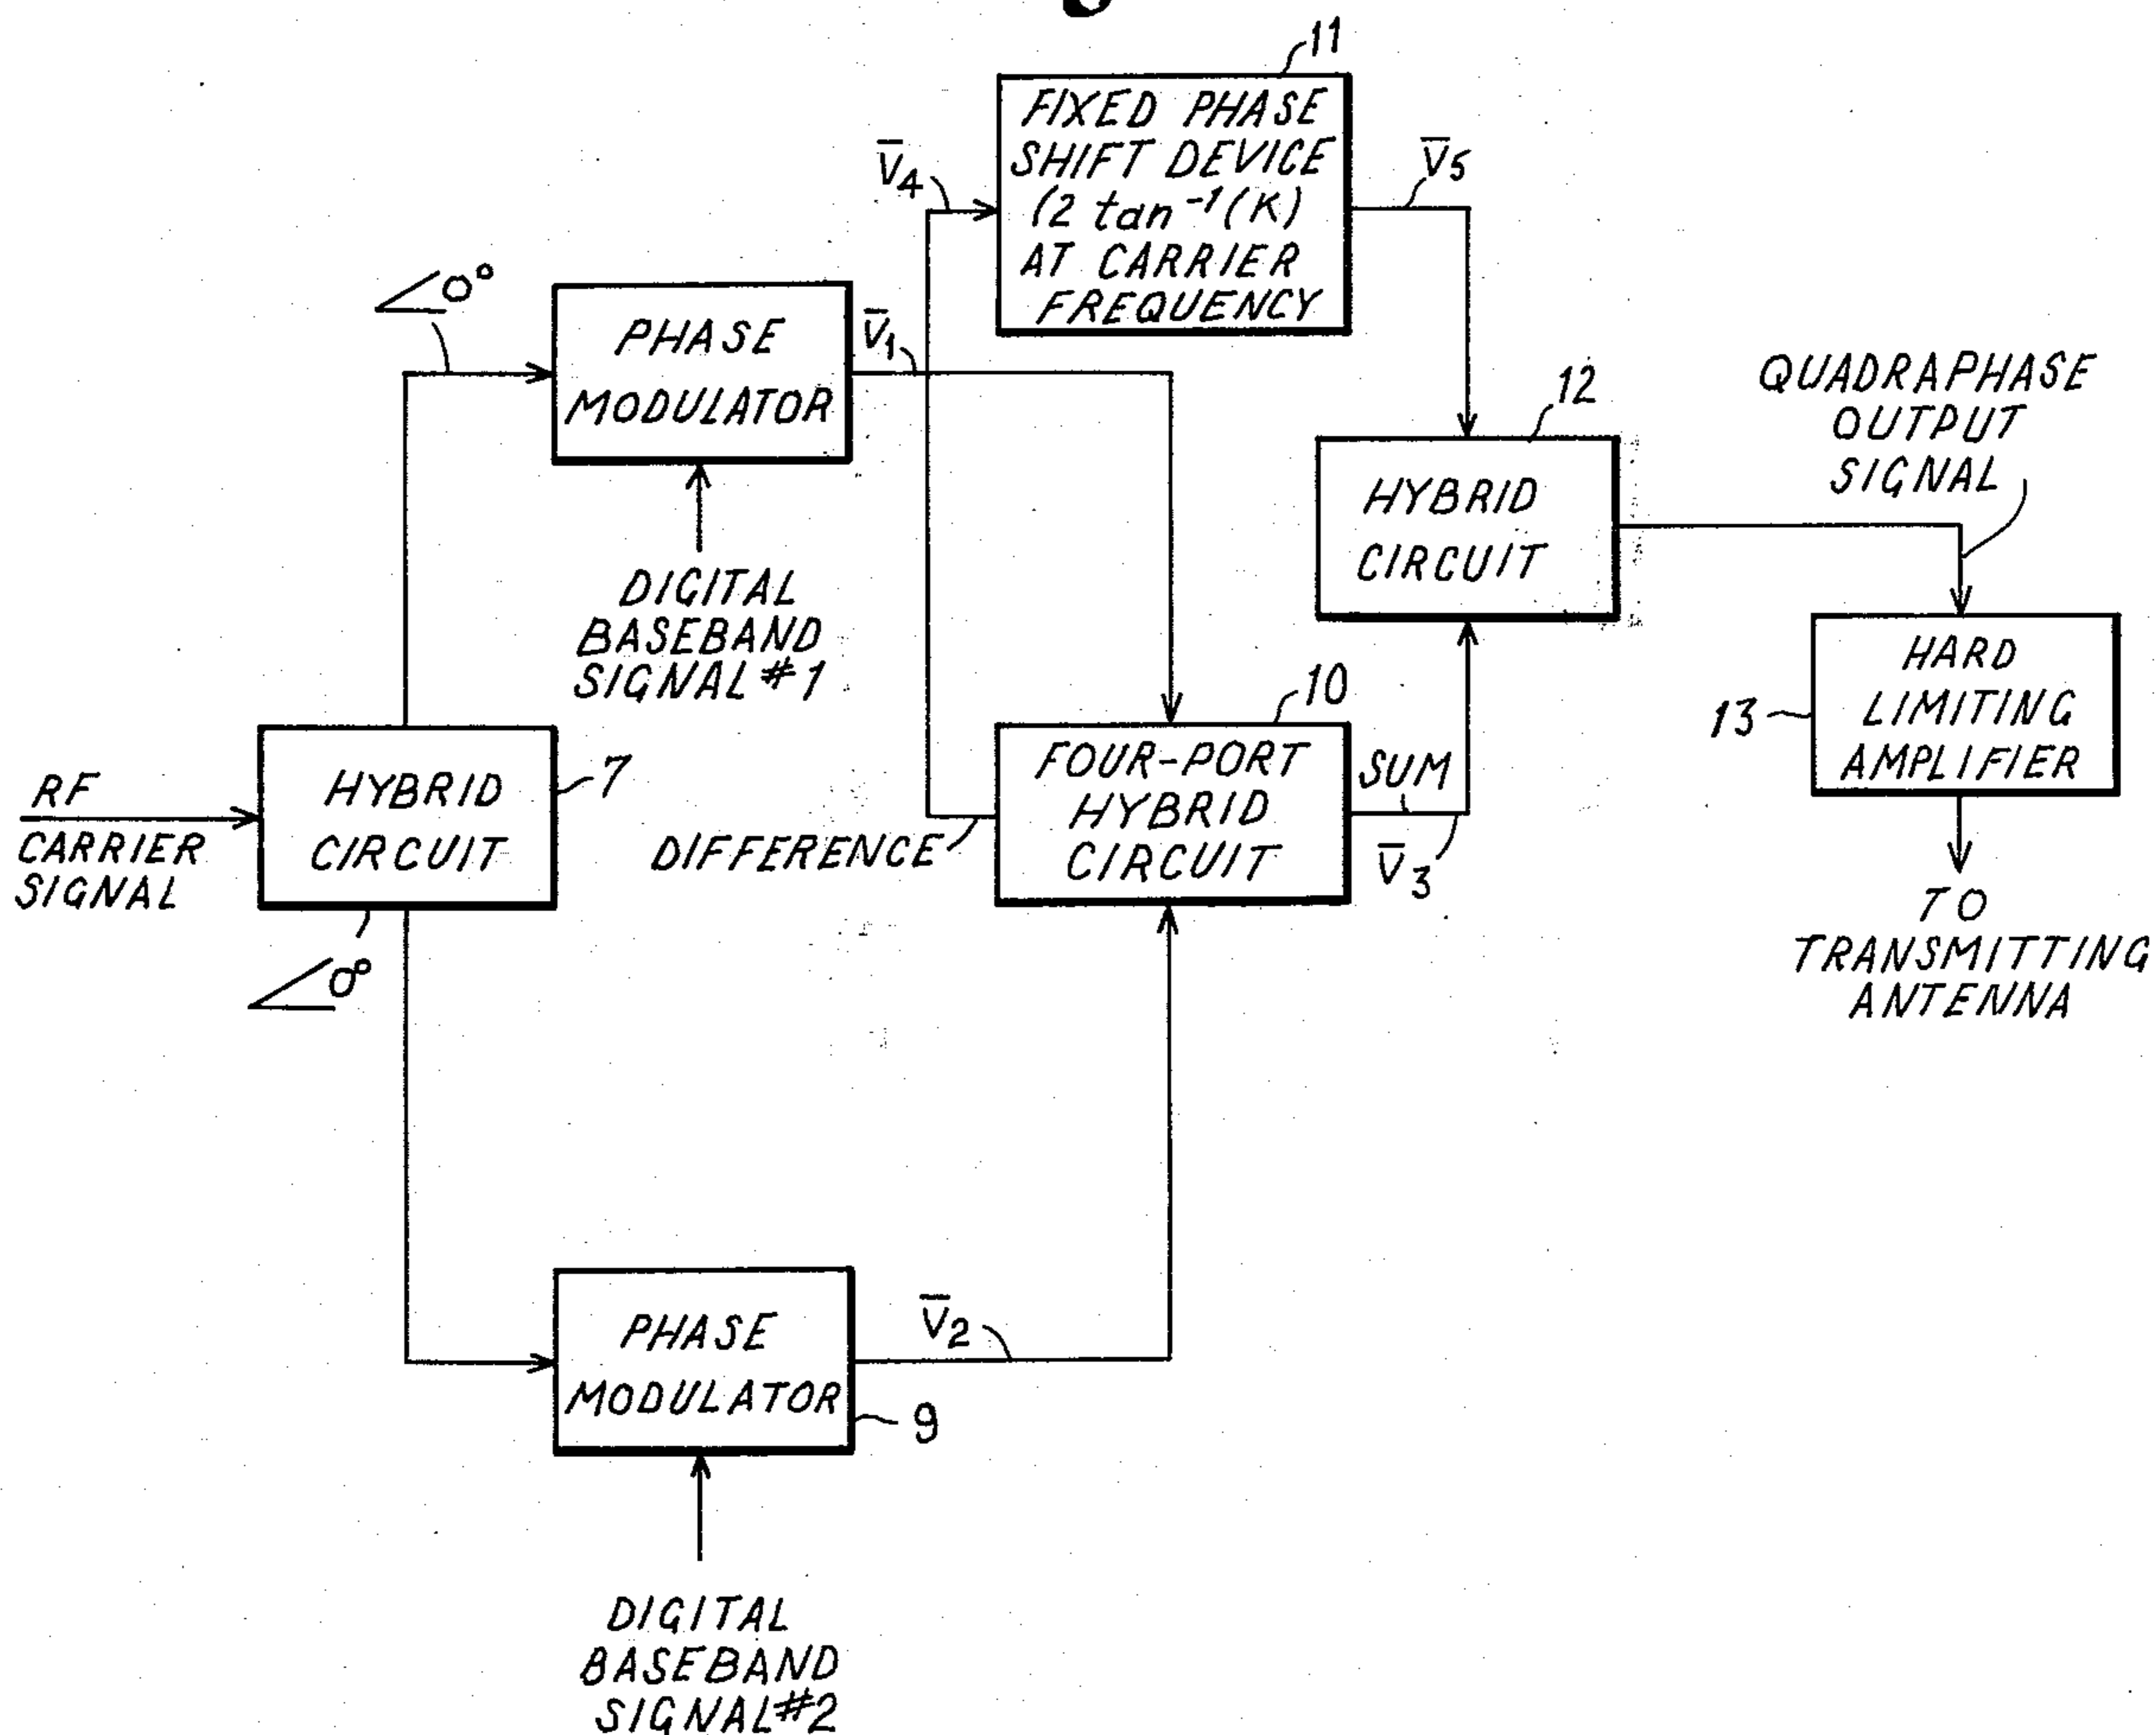 11
FIXED PHASE
SHIFT DEVICE
(2 tan⁻¹(K)
AT CARRIER
FREQUENCY
V̅4
V̅5
∠0°
PHASE
MODULATOR
V̅1
DIGITAL
BASEBAND
SIGNAL #1
12
HYBRID
CIRCUIT
QUADRAPHASE
OUTPUT
SIGNAL
RF
CARRIER
SIGNAL
HYBRID
CIRCUIT
7
∠0°
DIFFERENCE
10
FOUR-PORT
HYBRID
CIRCUIT
SUM
V̅3
13
HARD
LIMITING
AMPLIFIER
TO
TRANSMITTING
ANTENNA
PHASE
MODULATOR
9
V̅2
DIGITAL
BASEBAND
SIGNAL #2